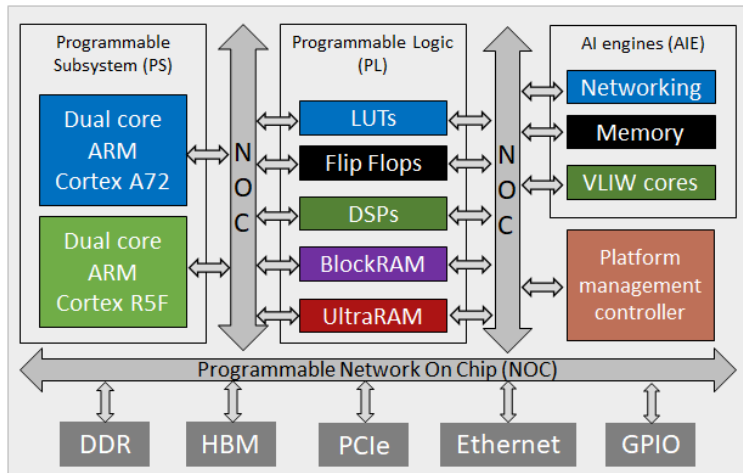 Programmable
Subsystem (PS)
Dual core
ARM
Cortex A72
Dual core
ARM
Cortex R5F
N
O
C
Programmable Logic
(PL)
LUTs
Flip Flops
DSPs
BlockRAM
UltraRAM
N
O
C
AI engines (AIE)
Networking
Memory
VLIW cores
Platform
management
controller
Programmable Network On Chip (NOC)
DDR
HBM
PCIe
Ethernet
GPIO